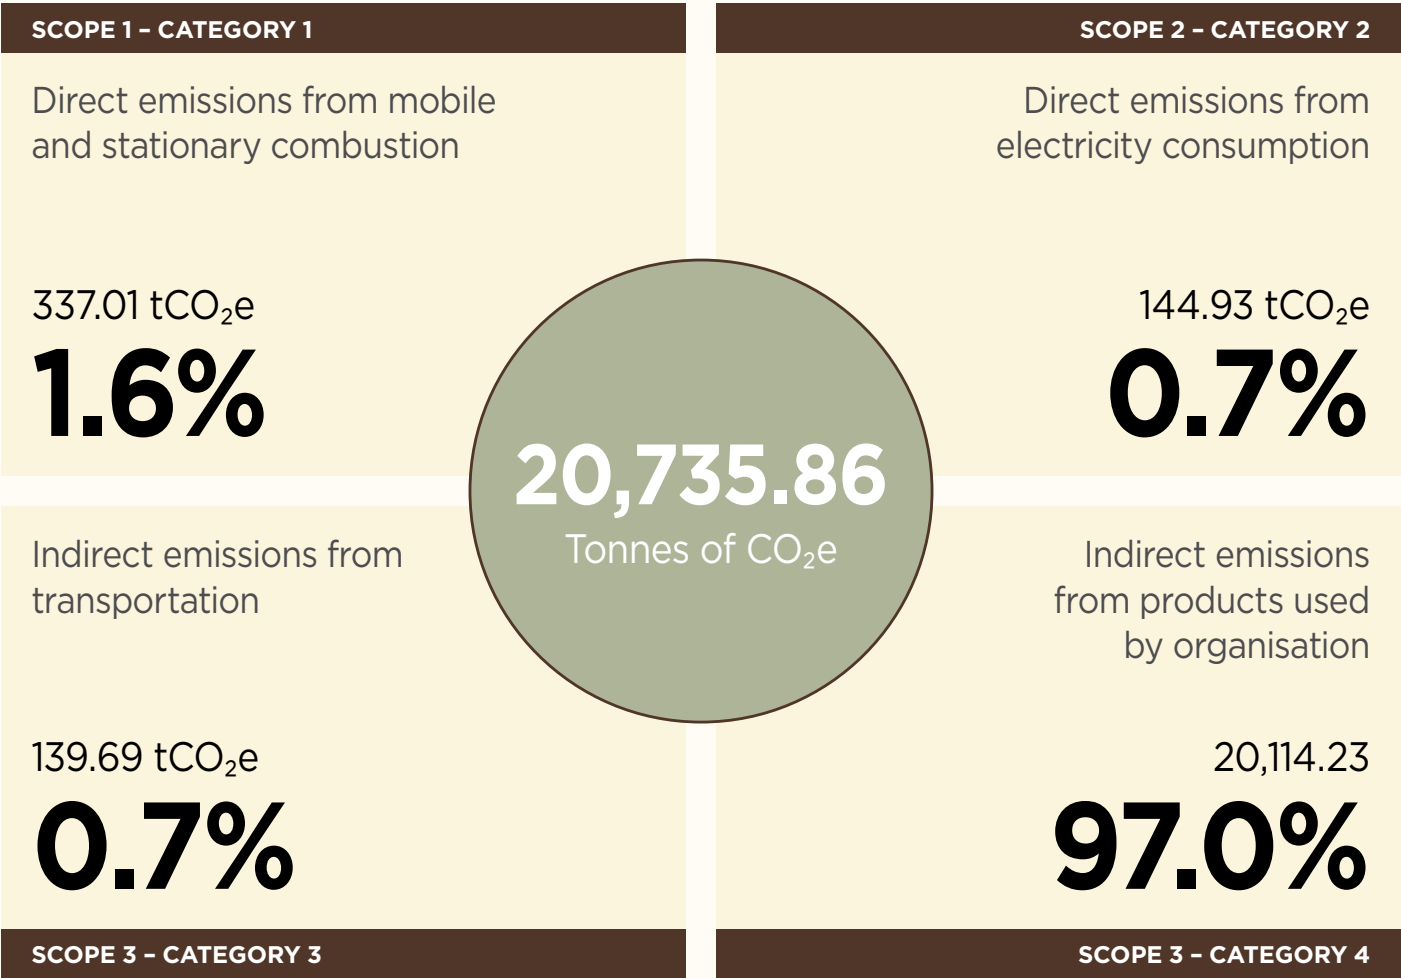 SCOPE 1 – CATEGORY 1
Direct emissions from mobile
and stationary combustion
337.01 tCO₂e
1.6%
SCOPE 2 – CATEGORY 2
Direct emissions from
electricity consumption
144.93 tCO₂e
0.7%
20,735.86
Tonnes of CO₂e
Indirect emissions from
transportation
139.69 tCO₂e
0.7%
SCOPE 3 – CATEGORY 3
Indirect emissions
from products used
by organisation
20,114.23
97.0%
SCOPE 3 – CATEGORY 4